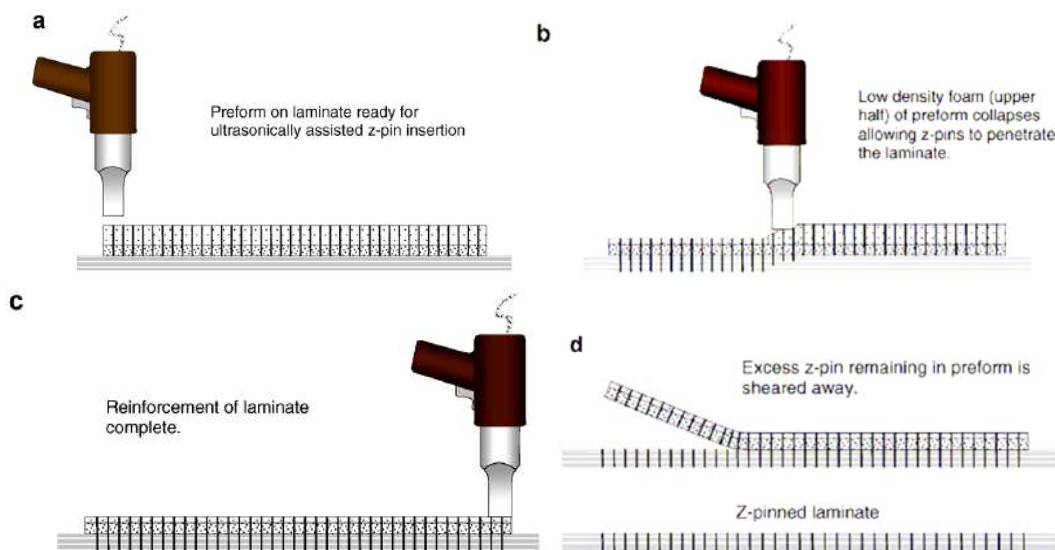 a
Preform on laminate ready for
ultrasonically assisted z-pin insertion
b
Low density foam (upper
half) of preform collapses
allowing z-pins to penetrate
the laminate.
c
Reinforcement of laminate
complete.
d
Excess z-pin remaining in preform is
sheared away.
Z-pinned laminate